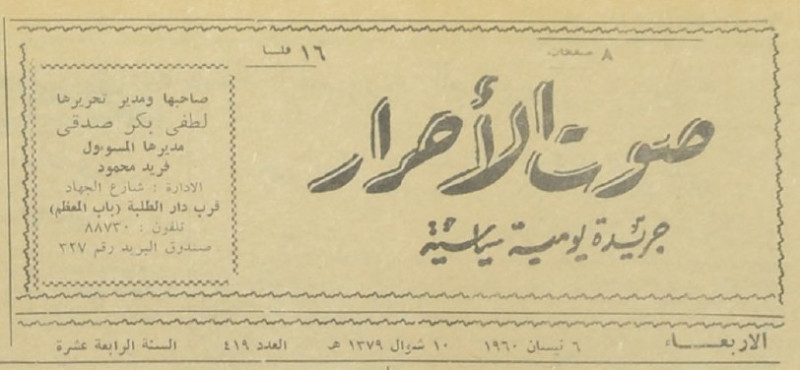 ٨ صفحات
١٦ فلسا
صوت الأحرار
جريدة يومية سياسية
صاحبها ومدير تحريرها
لطفي بكر صدقي
مديرها المسوءول
فريد محمود
الادارة : شارع الجهاد
قرب دار الطلبة (باب المعظم)
تلفون : ٨٨٧٣٠
صندوق البريد رقم ٣٢٧
الاربعـــاء ٦ نيسان ١٩٦٠ ١٠ شوال ١٣٧٩ هـ العدد ٤١٩ السنة الرابعة عشرة